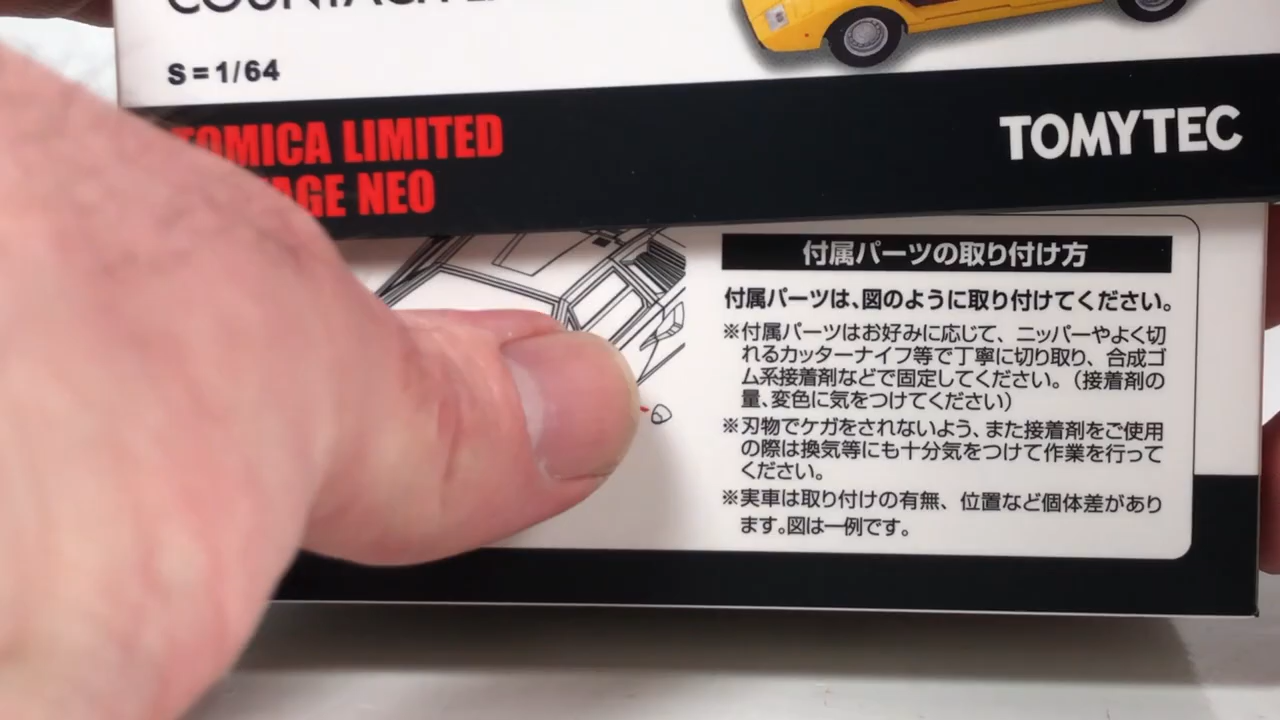 COUNTACH
S=1/64
TOMICA LIMITED
AGE NEO
TOMYTEC
付属パーツの取り付け方
付属パーツは、図のように取り付けてください。
※付属パーツはお好みに応じて、ニッパーやよく切
れるカッターナイフ等で丁寧に切り取り、合成ゴ
ム系接着剤などで固定してください。（接着剤の
量、変色に気をつけてください）
※刃物でケガをされないよう、また接着剤をご使用
の際は換気等にも十分気をつけて作業を行って
ください。
※実車は取り付けの有無、位置など個体差があり
ます。図は一例です。